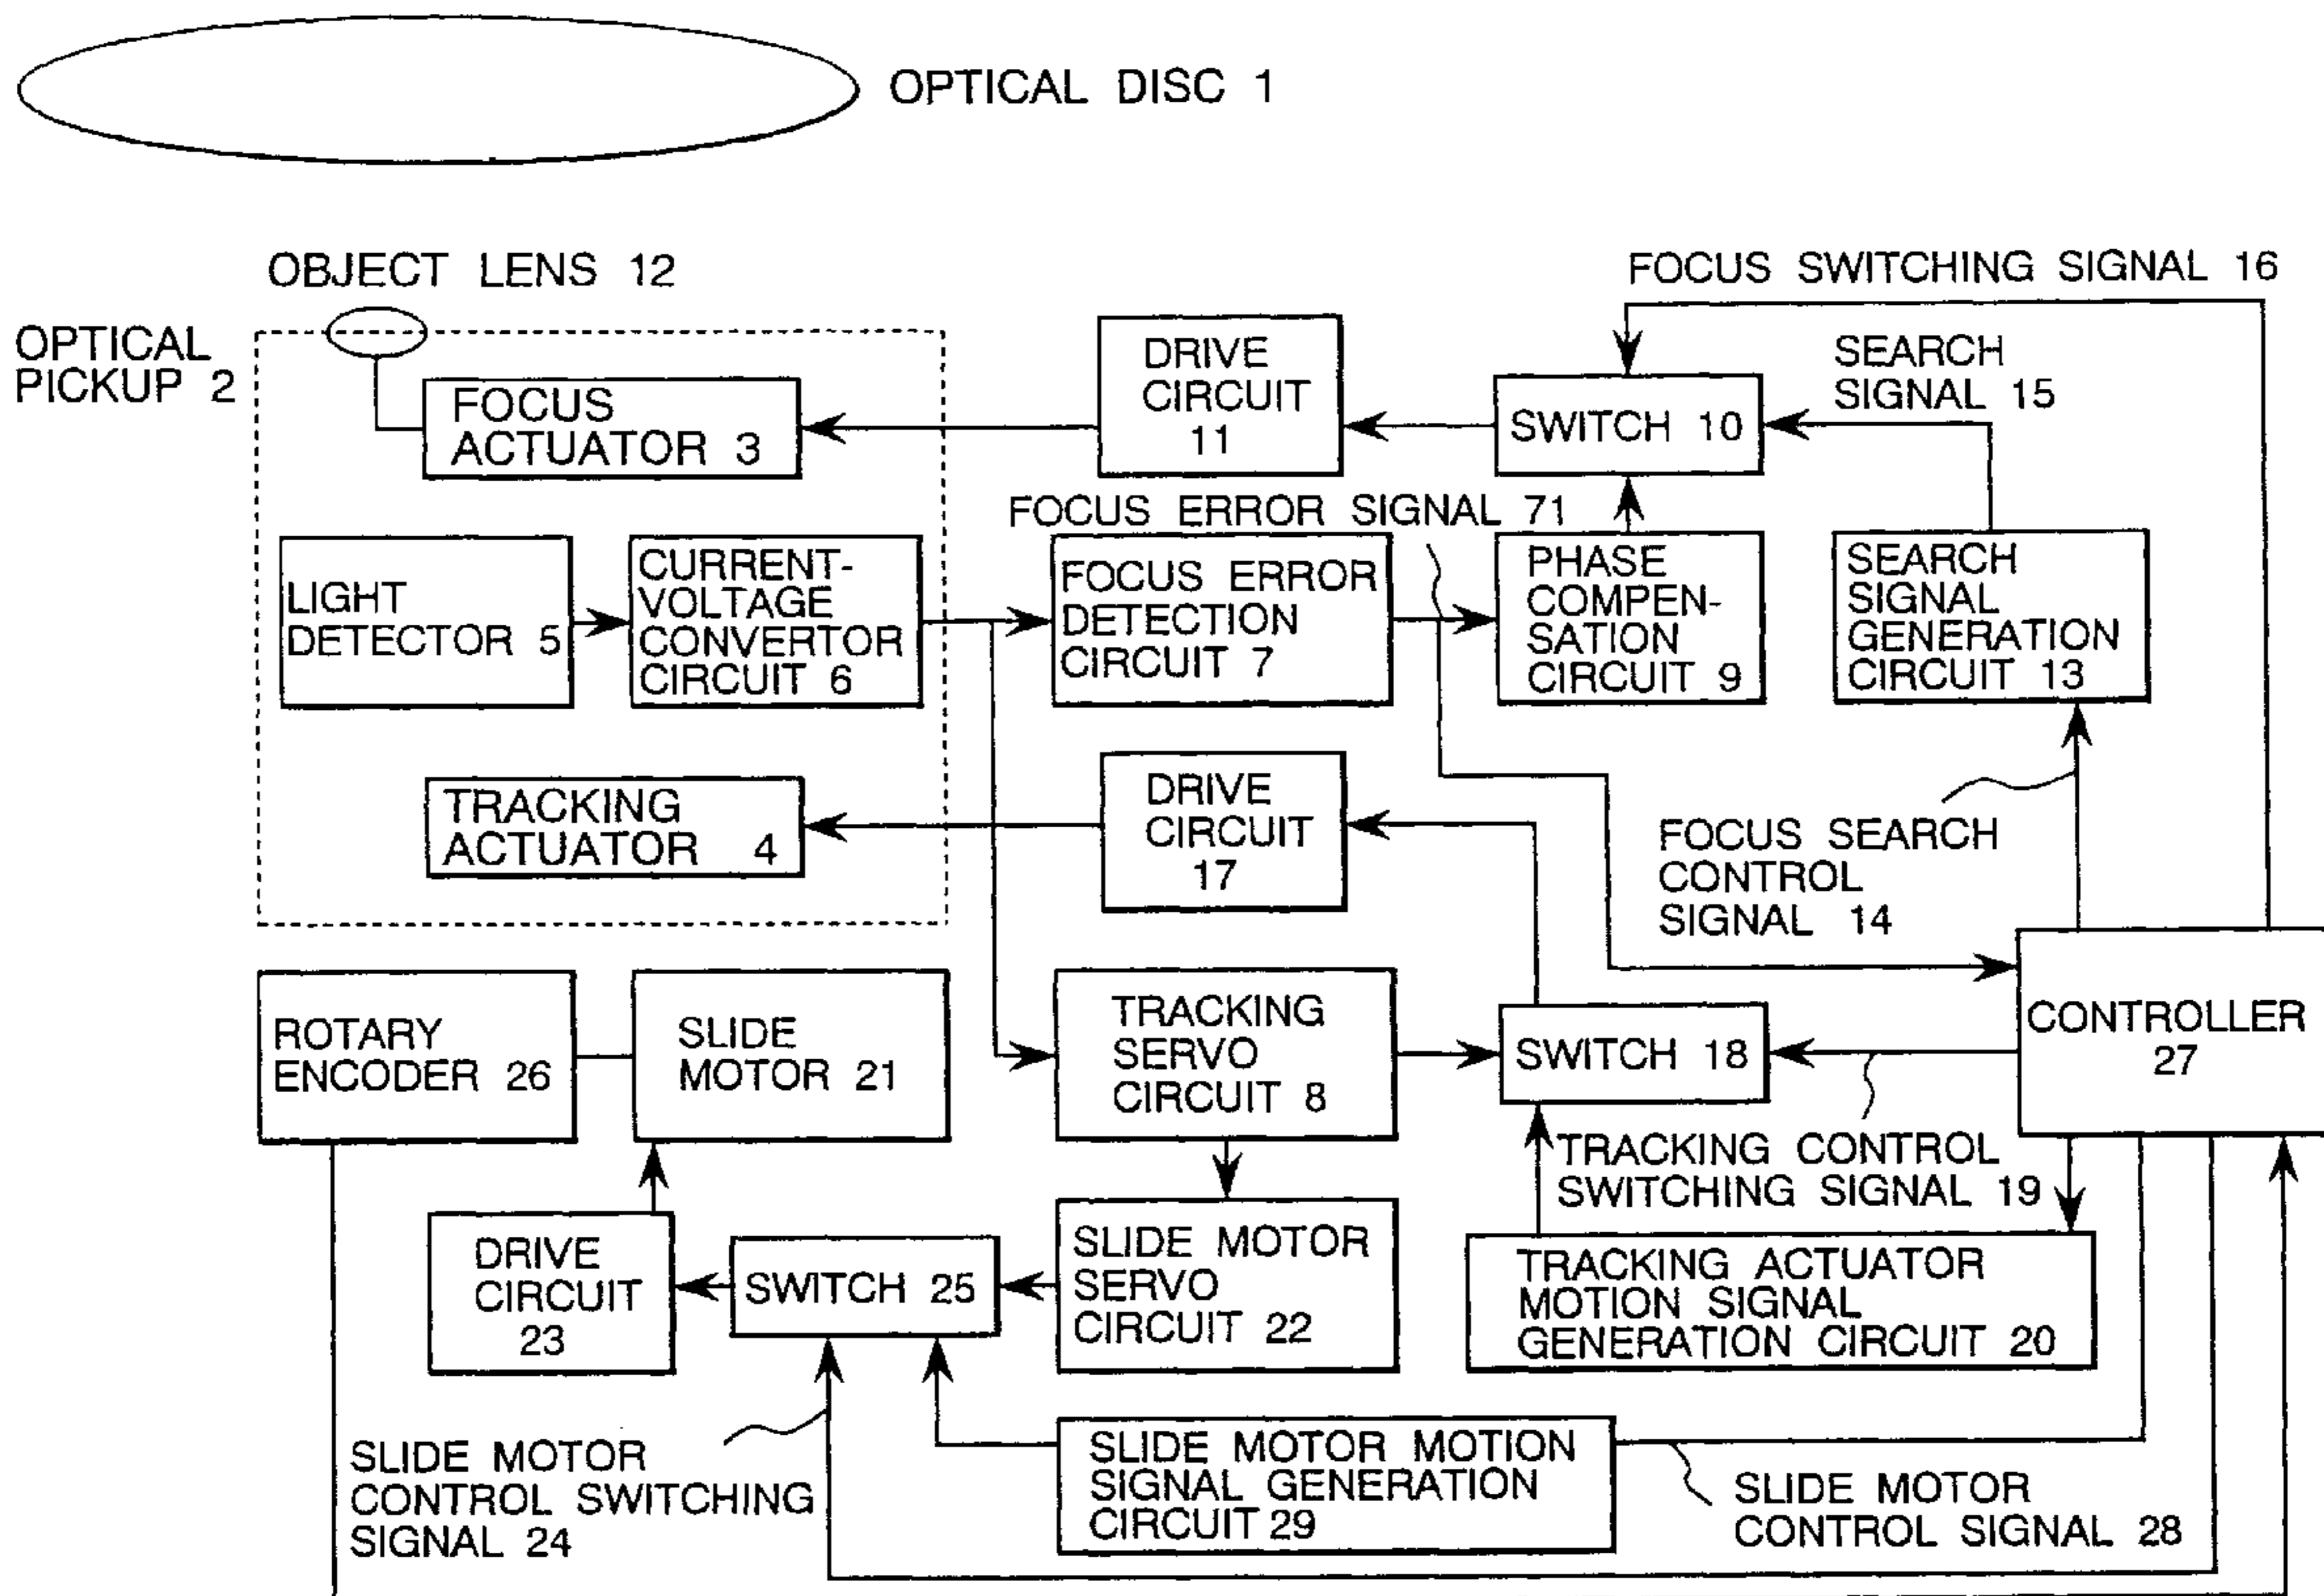 OPTICAL DISC 1
OBJECT LENS 12
FOCUS SWITCHING SIGNAL 16
OPTICAL
PICKUP 2
DRIVE
CIRCUIT
11
SEARCH
SIGNAL 15
FOCUS
ACTUATOR 3
SWITCH 10
FOCUS ERROR SIGNAL 71
LIGHT
DETECTOR 5
CURRENT-
VOLTAGE
CONVERTOR
CIRCUIT 6
FOCUS ERROR
DETECTION
CIRCUIT 7
PHASE
COMPEN-
SATION
CIRCUIT 9
SEARCH
SIGNAL
GENERATION
CIRCUIT 13
TRACKING
ACTUATOR 4
DRIVE
CIRCUIT
17
FOCUS SEARCH
CONTROL
SIGNAL 14
ROTARY
ENCODER 26
SLIDE
MOTOR 21
TRACKING
SERVO
CIRCUIT 8
SWITCH 18
CONTROLLER
27
TRACKING CONTROL
SWITCHING SIGNAL 19
DRIVE
CIRCUIT
23
SWITCH 25
SLIDE MOTOR
SERVO
CIRCUIT 22
TRACKING ACTUATOR
MOTION SIGNAL
GENERATION CIRCUIT 20
SLIDE MOTOR
CONTROL SWITCHING
SIGNAL 24
SLIDE MOTOR MOTION
SIGNAL GENERATION
CIRCUIT 29
SLIDE MOTOR
CONTROL SIGNAL 28